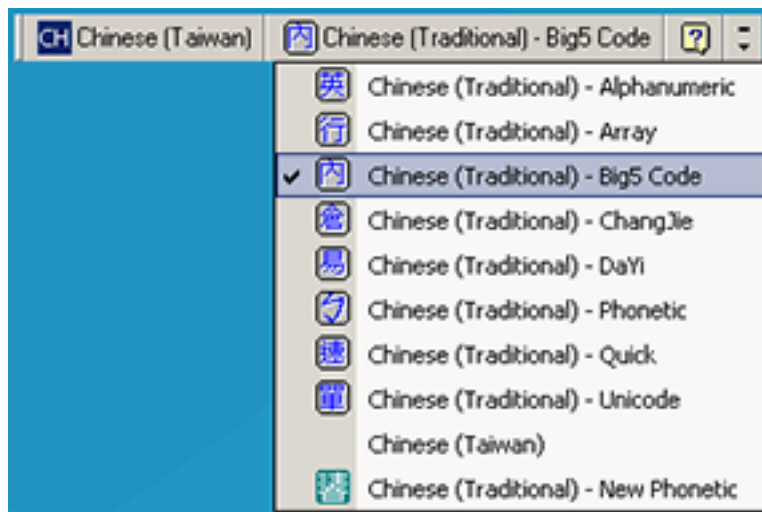 CH Chinese (Taiwan) 內 Chinese (Traditional) - Big5 Code ?
英 Chinese (Traditional) - Alphanumeric
行 Chinese (Traditional) - Array
內 Chinese (Traditional) - Big5 Code
倉 Chinese (Traditional) - ChangJie
易 Chinese (Traditional) - DaYi
ㄅ Chinese (Traditional) - Phonetic
速 Chinese (Traditional) - Quick
單 Chinese (Traditional) - Unicode
Chinese (Taiwan)
Chinese (Traditional) - New Phonetic